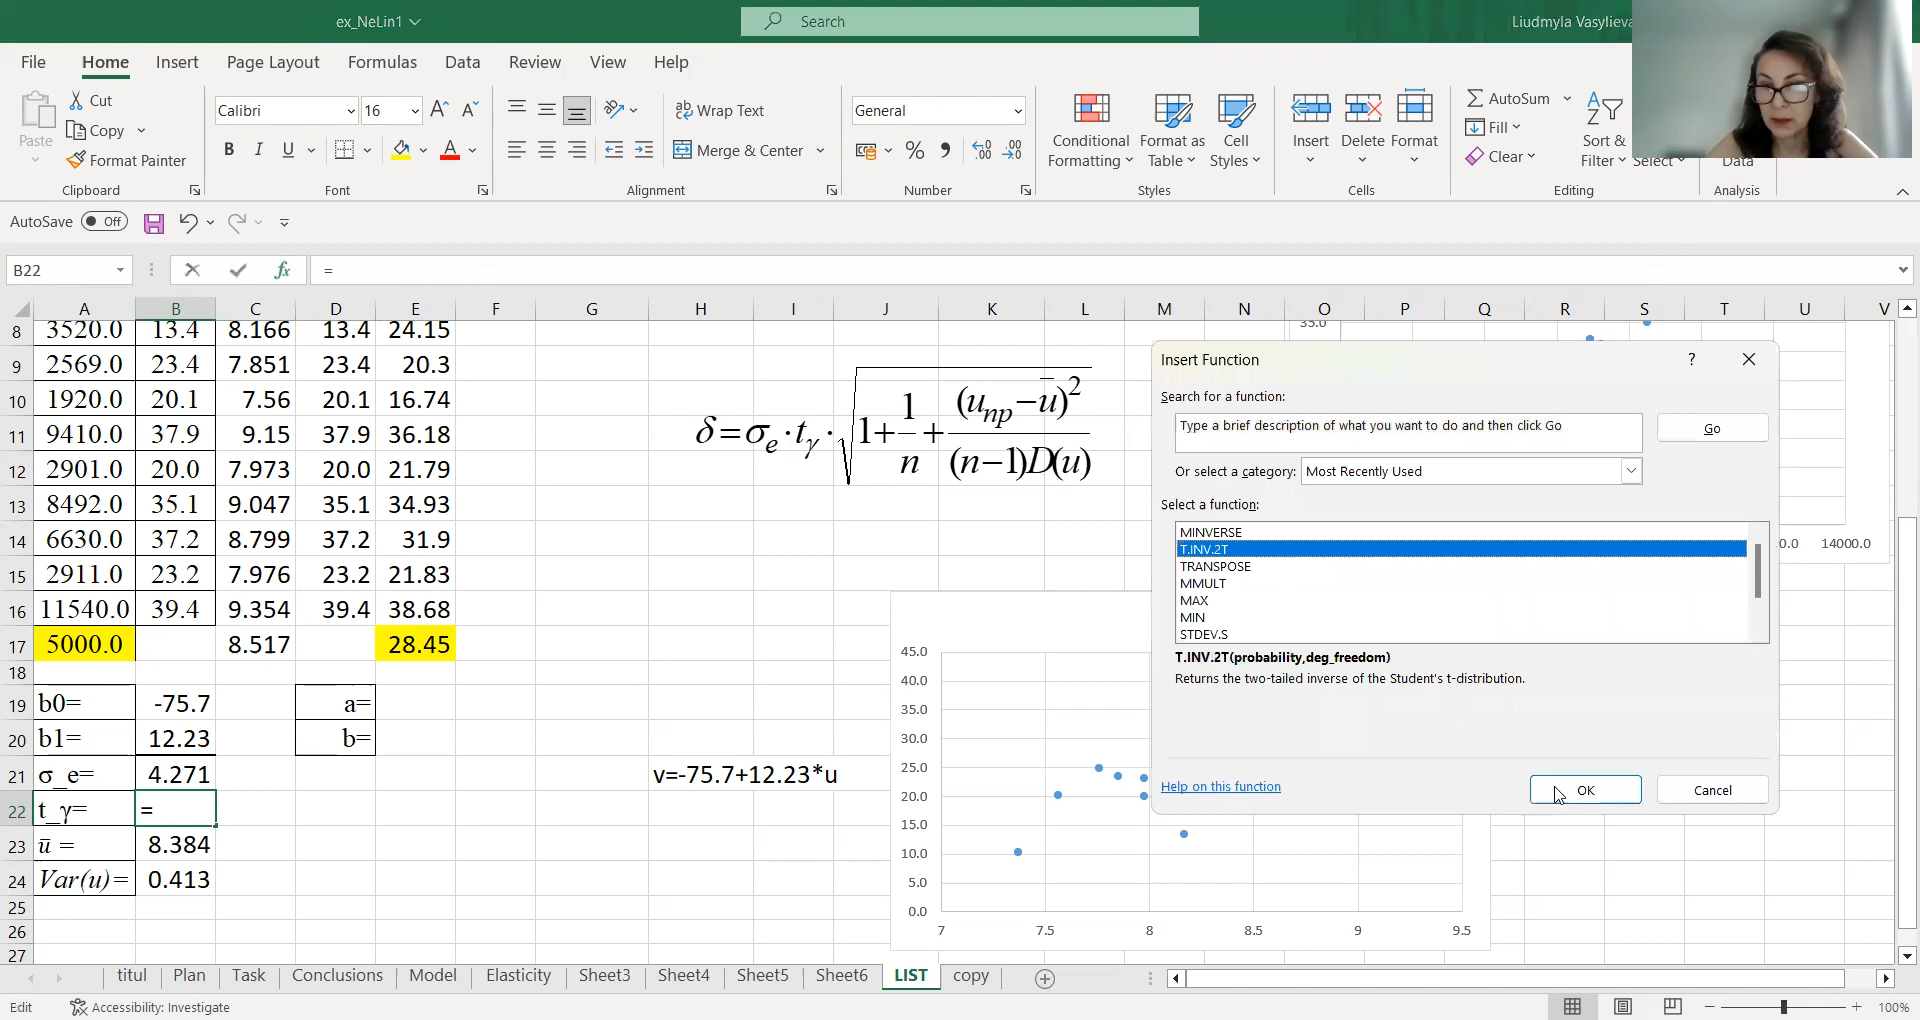 ex_NeLin1
Search
Liudmyla Vasylieva
File Home Insert Page Layout Formulas Data Review View Help
Paste
Cut
Copy
Format Painter
Clipboard
Calibri 16
B I U
Font
Wrap Text
Merge & Center
Alignment
General
Number
Conditional Formatting
Format as Table
Cell Styles
Styles
Insert Delete Format
Cells
AutoSum
Fill
Clear
Sort &
Filter
Select
Editing
Data
Analysis
AutoSave Off
B22 fx =
A B C D E F G H I J K L M N O P Q R S T U V
8 3520.0 13.4 8.166 13.4 24.15
9 2569.0 23.4 7.851 23.4 20.3
10 1920.0 20.1 7.56 20.1 16.74
11 9410.0 37.9 9.15 37.9 36.18
12 2901.0 20.0 7.973 20.0 21.79
13 8492.0 35.1 9.047 35.1 34.93
14 6630.0 37.2 8.799 37.2 31.9
15 2911.0 23.2 7.976 23.2 21.83
16 11540.0 39.4 9.354 39.4 38.68
17 5000.0 8.517 28.45
18
19 b0= -75.7 a=
20 b1= 12.23 b=
21 σ_e= 4.271 v=-75.7+12.23*u
22 t_γ= =
23 ū = 8.384
24 Var(u)= 0.413
25
26
27
δ=σe·tγ·√1+1/n+(uпр−ū)²/(n−1)D(u)
35.0
0.0 14000.0
45.0
40.0
35.0
30.0
25.0
20.0
15.0
10.0
5.0
0.0
7 7.5 8 8.5 9 9.5
Insert Function ?
Search for a function:
Type a brief description of what you want to do and then click Go
Go
Or select a category: Most Recently Used
Select a function:
MINVERSE
T.INV.2T
TRANSPOSE
MMULT
MAX
MIN
STDEV.S
T.INV.2T(probability,deg_freedom)
Returns the two-tailed inverse of the Student's t-distribution.
Help on this function
OK
Cancel
titul Plan Task Conclusions Model Elasticity Sheet3 Sheet4 Sheet5 Sheet6 LIST copy
Edit
Accessibility: Investigate
100%